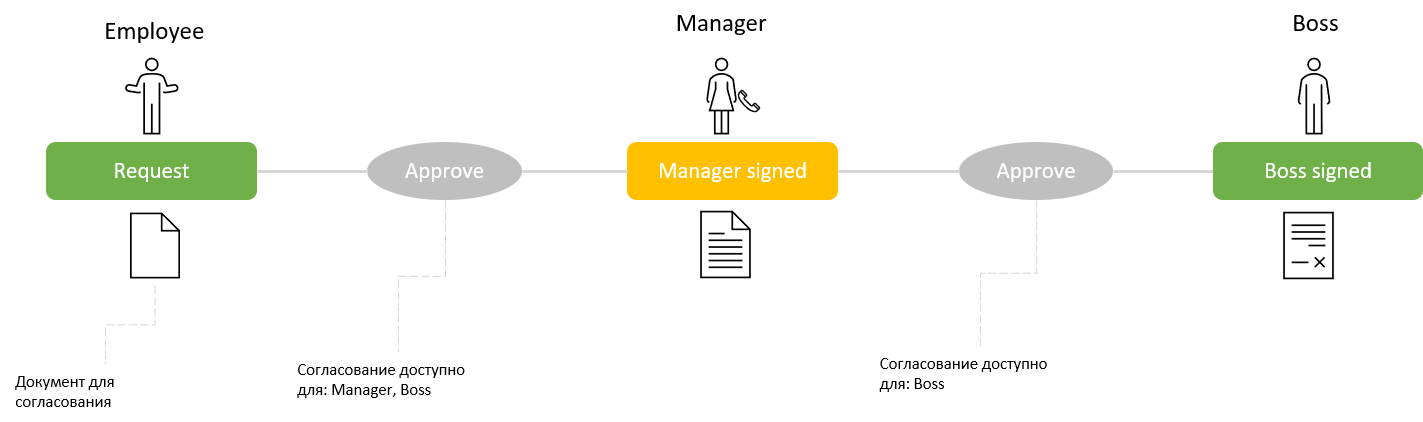 Employee
Manager
Boss
Request
Approve
Manager signed
Approve
Boss signed
Документ для
согласования
Согласование доступно
для: Manager, Boss
Согласование доступно
для: Boss